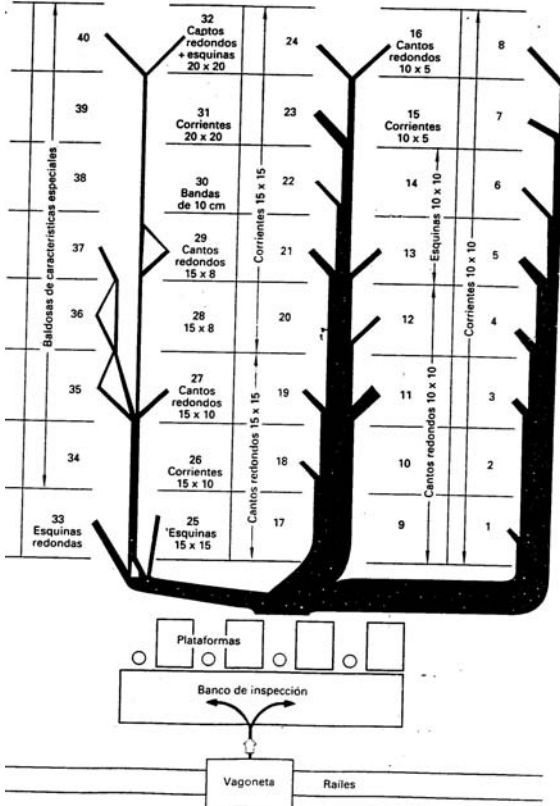 40
39
38
37
36
35
34
33
Esquinas
redondas
Baldosas de características especiales
32
Cantos
redondos
+ esquinas
20 x 20
31
Corrientes
20 x 20
30
Bandas
de 10 cm
29
Cantos
redondos
15 x 8
28
15 x 8
27
Cantos
redondos
15 x 10
26
Corrientes
15 x 10
25
Esquinas
15 x 15
Corrientes 15 x 15
Cantos redondos 15 x 15
24
23
22
21
20
19
18
17
16
Cantos
redondos
10 x 5
15
Corrientes
10 x 5
14
13
12
11
10
9
Esquinas 10 x 10
Cantos redondos 10 x 10
Corrientes 10 x 10
8
7
6
5
4
3
2
1
Plataformas
Banco de inspección
Vagoneta
Raíles